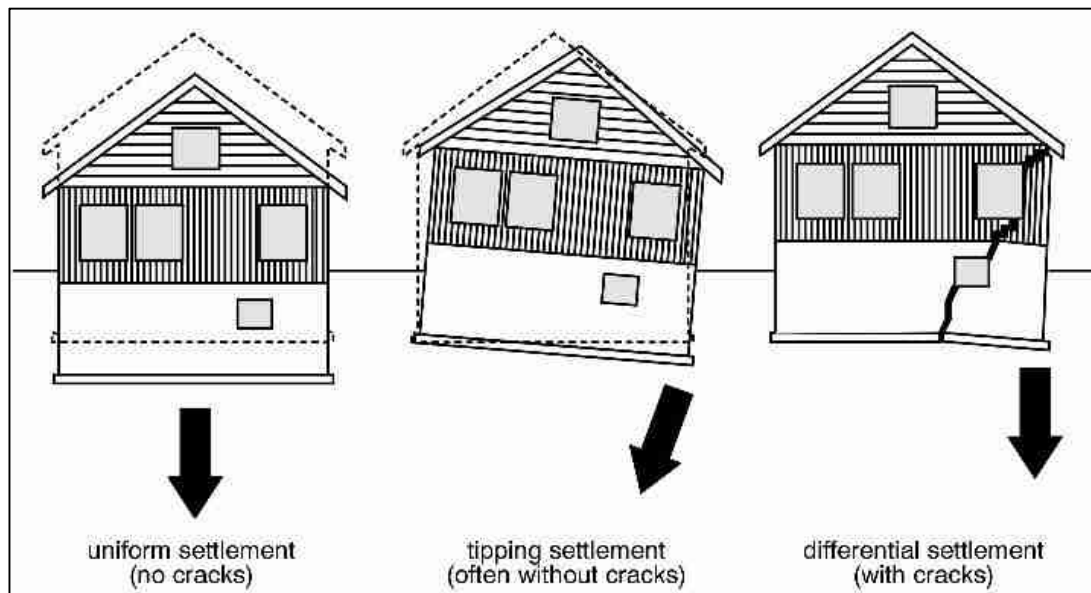 uniform settlement
(no cracks)
tipping settlement
(often without cracks)
differential settlement
(with cracks)